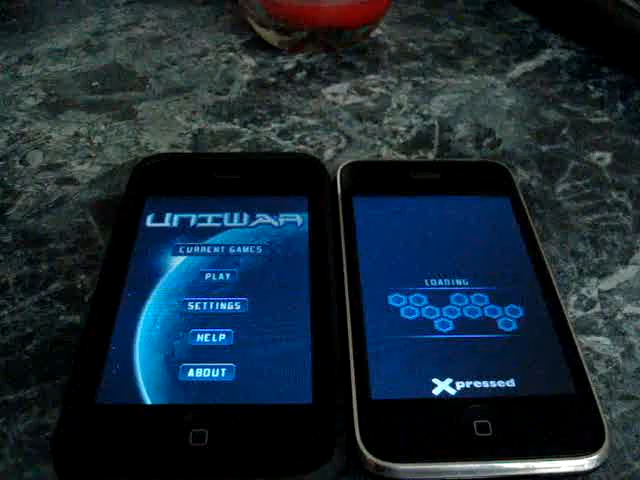 UNIWAR
CURRENT GAMES
PLAY
SETTINGS
HELP
ABOUT
LOADING
Xpressed